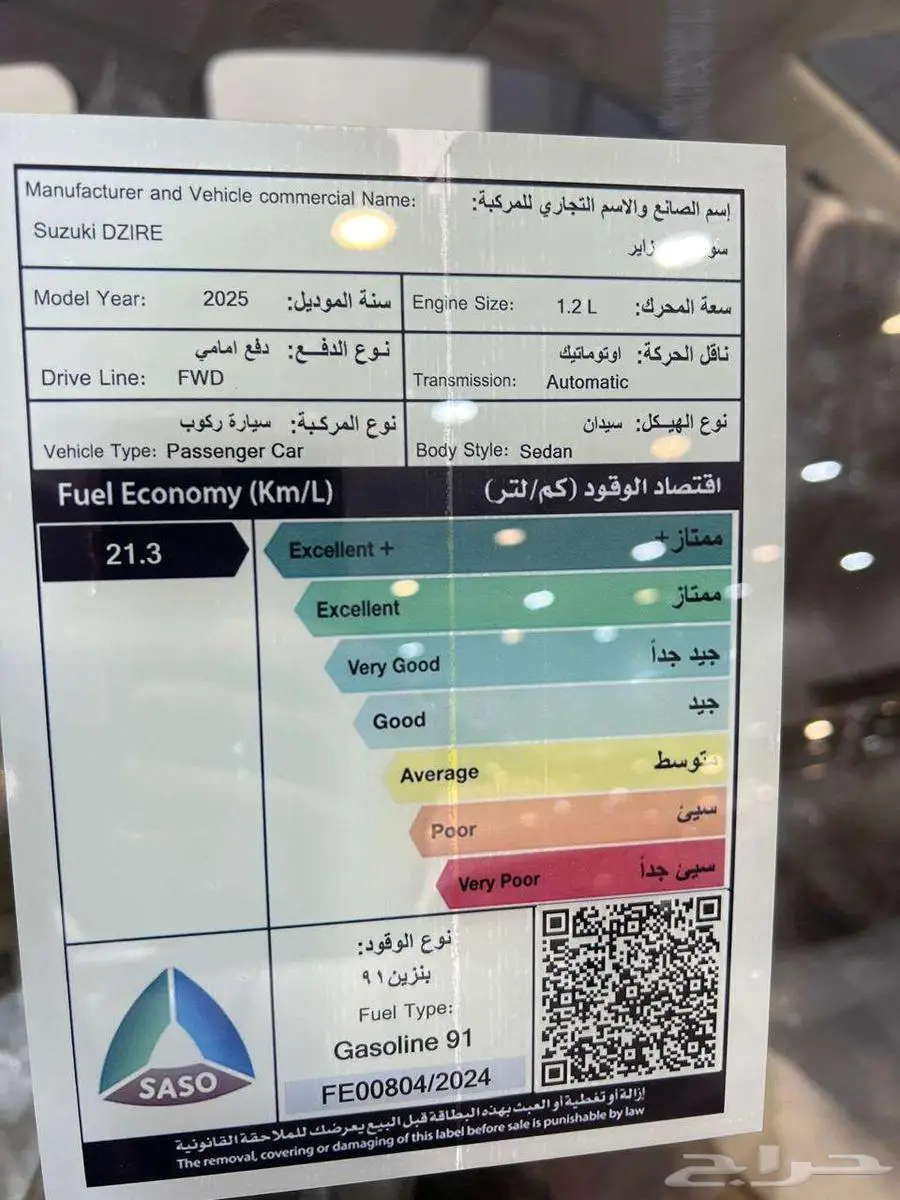 Manufacturer and Vehicle commercial Name:
إسم الصانع والاسم التجاري للمركبة:
Suzuki DZIRE
زاير
Model Year: 2025 سنة الموديل:
Engine Size: 1.2 L سعة المحرك:
نوع الدفع: دفع امامي
Drive Line: FWD
ناقل الحركة: اوتوماتيك
Transmission: Automatic
نوع المركبة: سيارة ركوب
Vehicle Type: Passenger Car
نوع الهيكل: سيدان
Body Style: Sedan
Fuel Economy (Km/L) اقتصاد الوقود (كم/لتر)
21.3
Excellent + ممتاز+
Excellent ممتاز
Very Good جيد جداً
Good جيد
Average متوسط
Poor سيئ
Very Poor سيئ جداً
نوع الوقود:
بنزين ٩١
Fuel Type:
Gasoline 91
FE00804/2024
SASO
إزالة أو تغطية أو العبث بهذه البطاقة قبل البيع يعرضك للملاحقة القانونية
The removal, covering or damaging of this label before sale is punishable by law
حراج